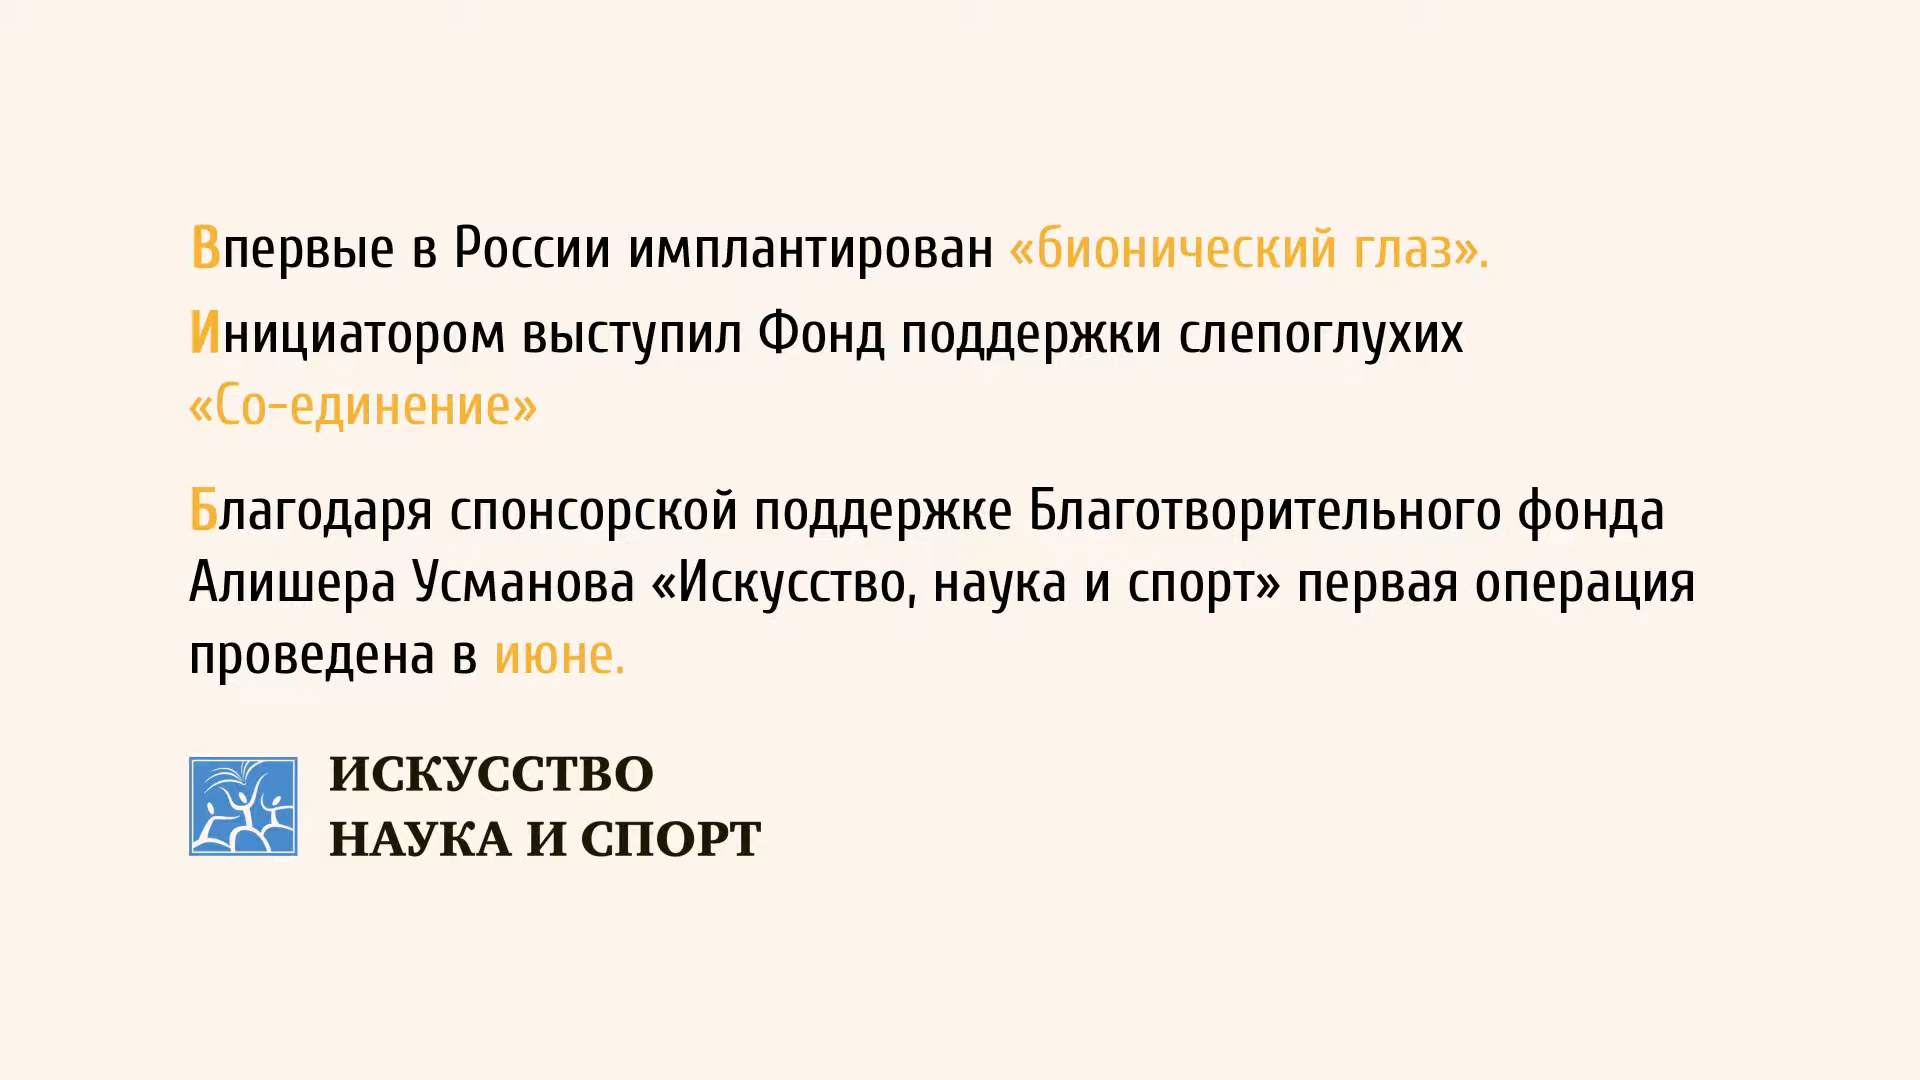 Впервые в России имплантирован «бионический глаз».
Инициатором выступил Фонд поддержки слепоглухих
«Со-единение»
Благодаря спонсорской поддержке Благотворительного фонда
Алишера Усманова «Искусство, наука и спорт» первая операция
проведена в июне.
ИСКУССТВО
НАУКА И СПОРТ